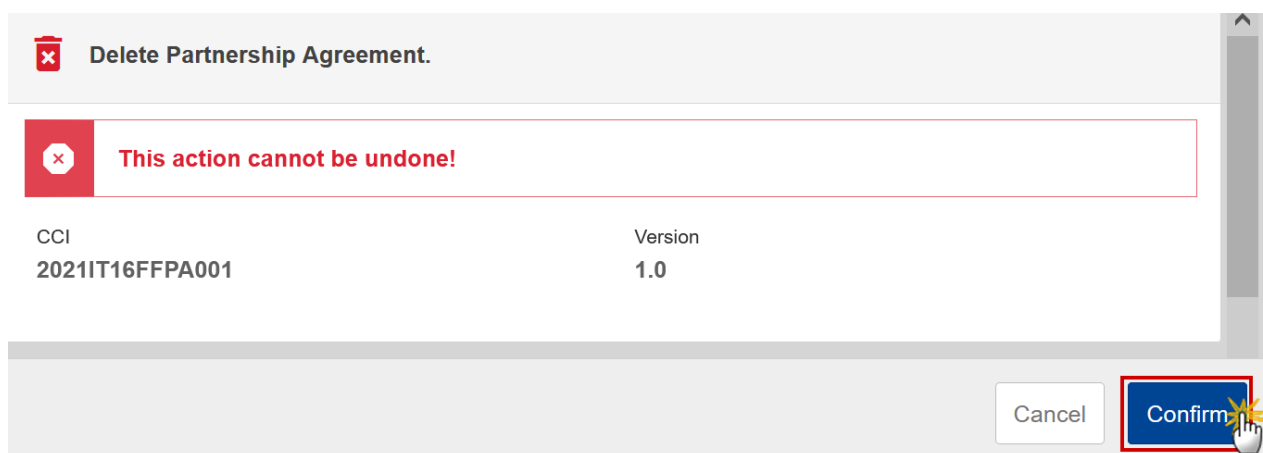 Delete Partnership Agreement.
This action cannot be undone!
CCI
Version
2021IT16FFPA001
1.0
Cancel
Confirm